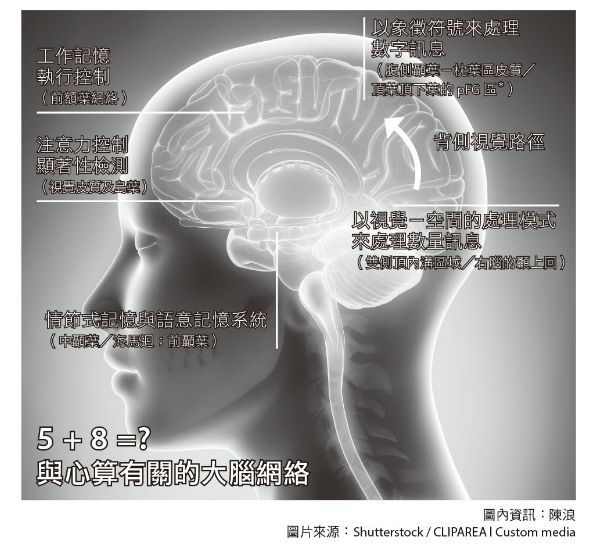 工作記憶
執行控制
（前額葉網絡）
注意力控制
顯著性檢測
（視覺皮質及島葉）
以象徵符號來處理
數字訊息
（腹側顳葉－枕葉區皮質／
頂葉頂下葉的 pFG 區*）
背側視覺路徑
以視覺－空間的處理模式
來處理數量訊息
（雙側頂內溝區域／右腦的顳上回）
情節式記憶與語意記憶系統
（中顳葉／海馬迴；前顳葉）
5 + 8 =?
與心算有關的大腦網絡
圖內資訊：陳浪
圖片來源：Shutterstock / CLIPAREA l Custom media